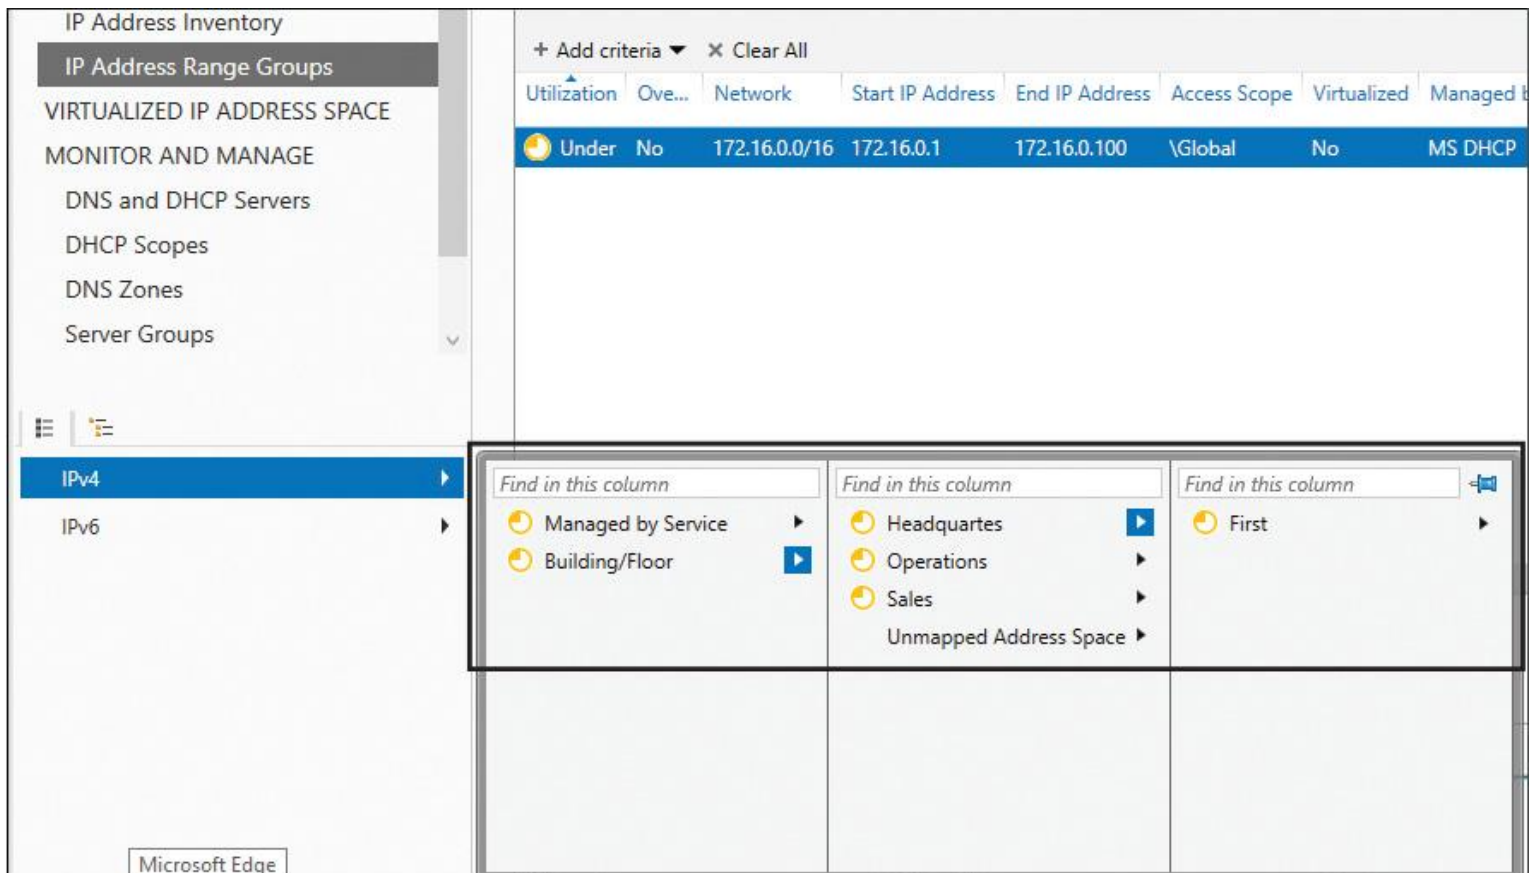 IP Address Inventory
IP Address Range Groups
VIRTUALIZED IP ADDRESS SPACE
MONITOR AND MANAGE
DNS and DHCP Servers
DHCP Scopes
DNS Zones
Server Groups
+ Add criteria ▼ × Clear All
Utilization Ove... Network Start IP Address End IP Address Access Scope Virtualized Managed
Under No 172.16.0.0/16 172.16.0.1 172.16.0.100 \Global No MS DHCP
IPv4
IPv6
Find in this column
Managed by Service
Building/Floor
Find in this column
Headquartes
Operations
Sales
Unmapped Address Space
Find in this column
First
Microsoft Edge